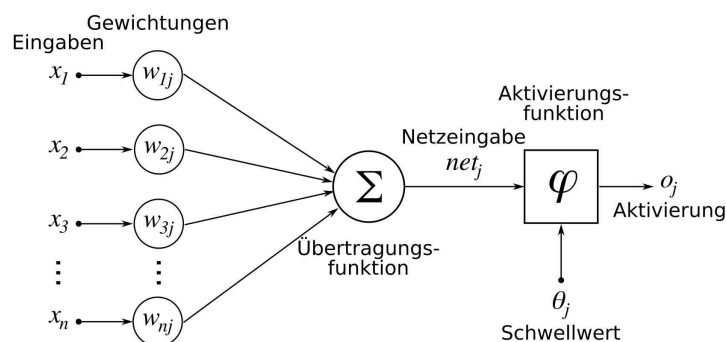 Gewichtungen
Eingaben
x₁ w₁ⱼ
x₂ w₂ⱼ
x₃ w₃ⱼ
⋮ ⋮
xₙ wₙⱼ
Σ
Übertragungs-
funktion
Netzeingabe
netⱼ
Aktivierungs-
funktion
φ
oⱼ
Aktivierung
θⱼ
Schwellwert